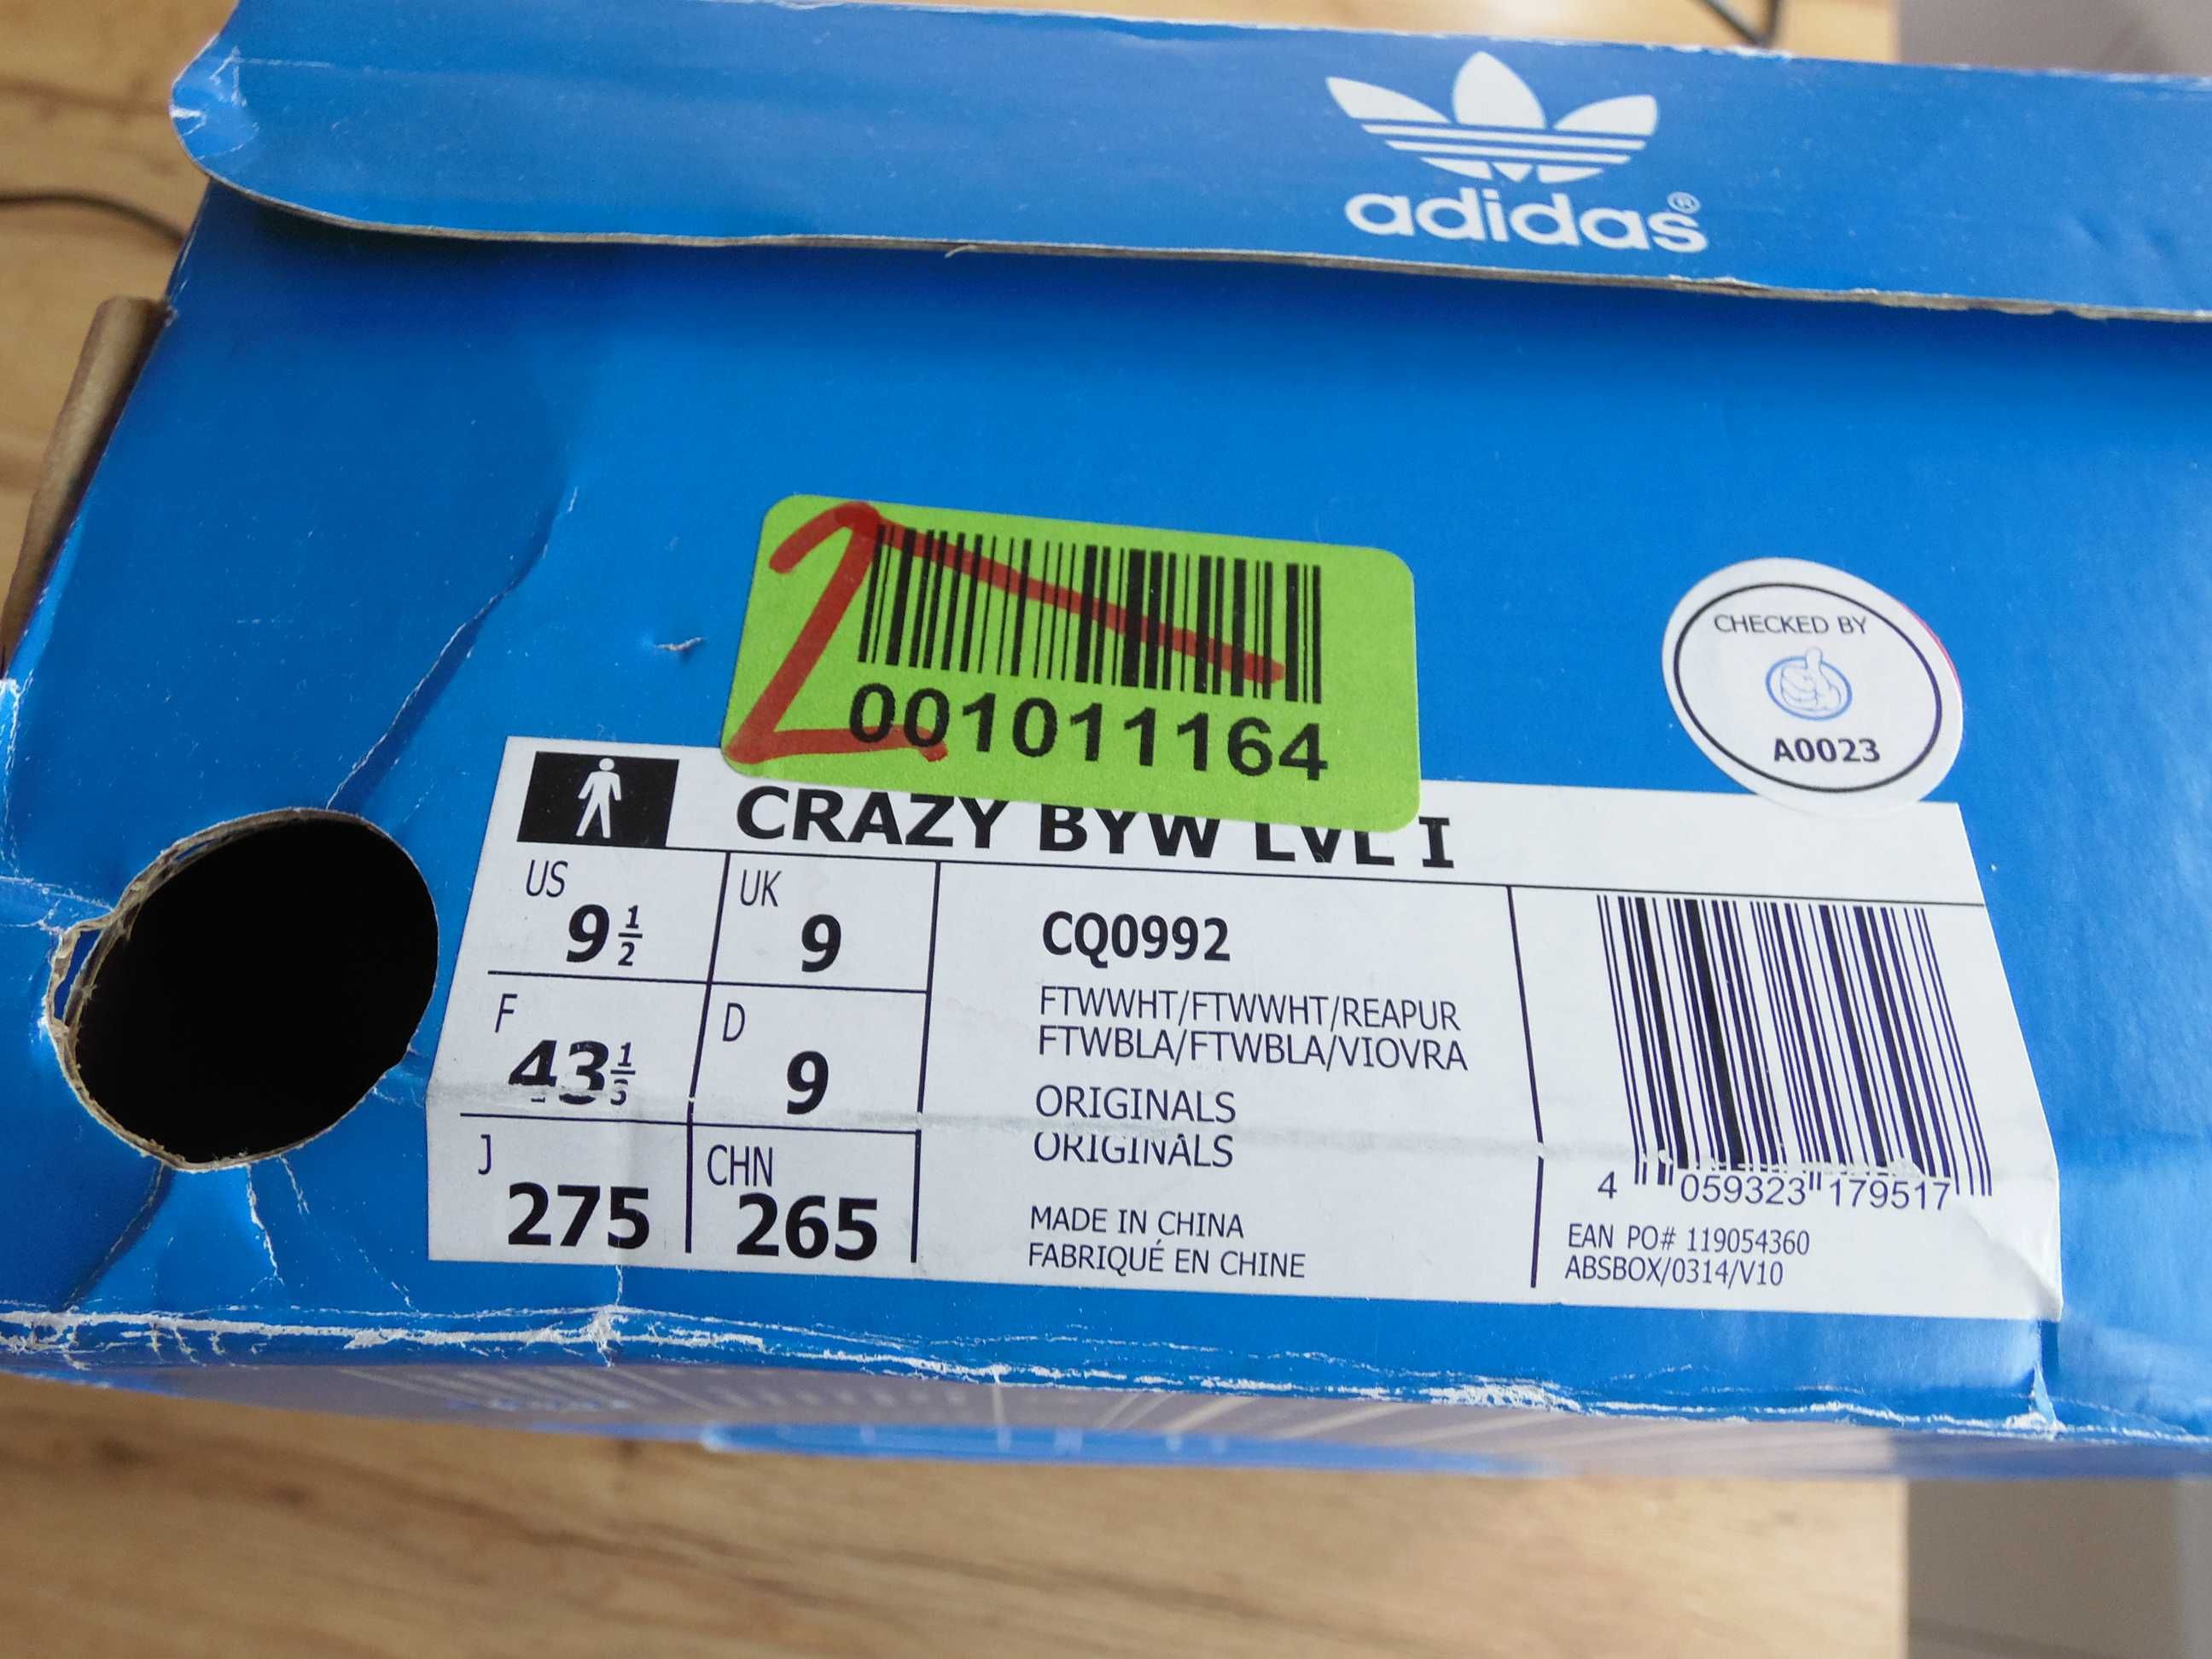 adidas®
2
001011164
CHECKED BY
A0023
CRAZY BYW LVL I
US
9 1/2
UK
9
F
43 1/3
D
9
J
275
CHN
265
CQ0992
FTWWHT/FTWWHT/REAPUR
FTWBLA/FTWBLA/VIOVRA
ORIGINALS
ORIGINALS
MADE IN CHINA
FABRIQUÉ EN CHINE
4 059323 179517
EAN PO# 119054360
ABSBOX/0314/V10